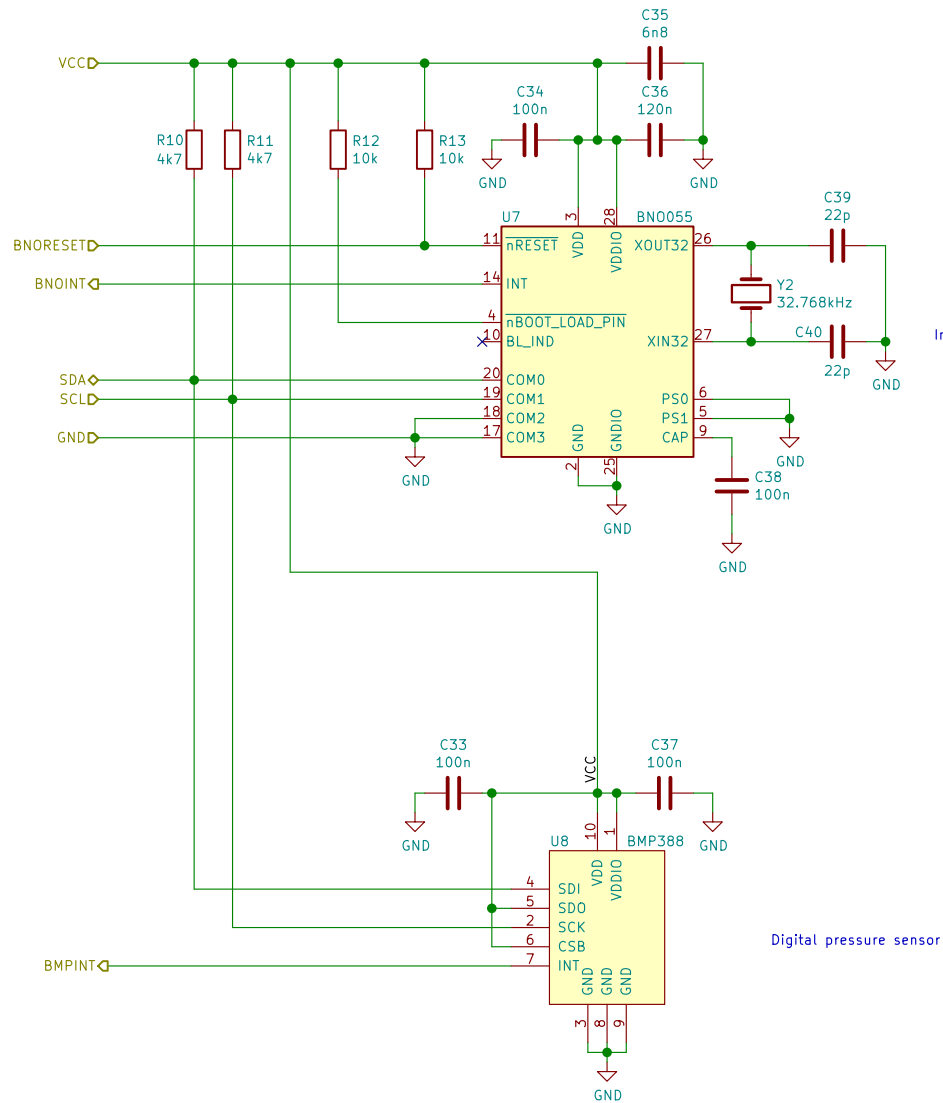 C35
6n8
VCC
C34
100n
C36
120n
R10
4k7
R11
4k7
R12
10k
R13
10k
GND
GND
U7
3
28
BNO055
C39
22p
BNORESET
11
nRESET
VDD
VDDIO
XOUT32
26
BNOINT
14
INT
Y2
32.768kHz
4
nBOOT_LOAD_PIN
10
BL_IND
XIN32
27
C40
22p
GND
SDA
20
COM0
SCL
19
COM1
PS0
6
18
COM2
PS1
5
GND
17
COM3
GND
GNDIO
CAP
9
GND
GND
2
25
C38
100n
GND
GND
C33
100n
VCC
C37
100n
GND
GND
U8
10
1
BMP388
VDD
VDDIO
4
SDI
5
SDO
2
SCK
6
CSB
Digital pressure sensor
BMPINT
7
INT
GND
GND
GND
3
8
9
GND